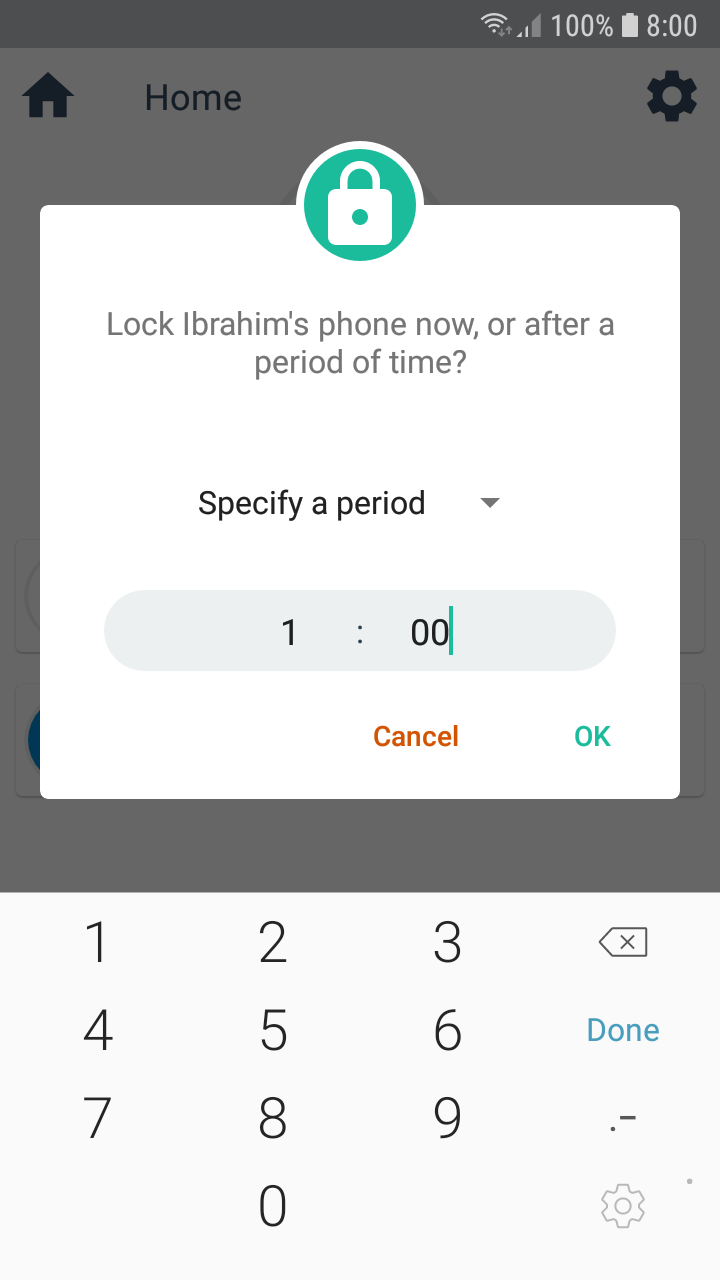 100% 8:00
Home
Lock Ibrahim's phone now, or after a
period of time?
Specify a period
1 : 00
Cancel OK
1 2 3
4 5 6 Done
7 8 9 .-
0